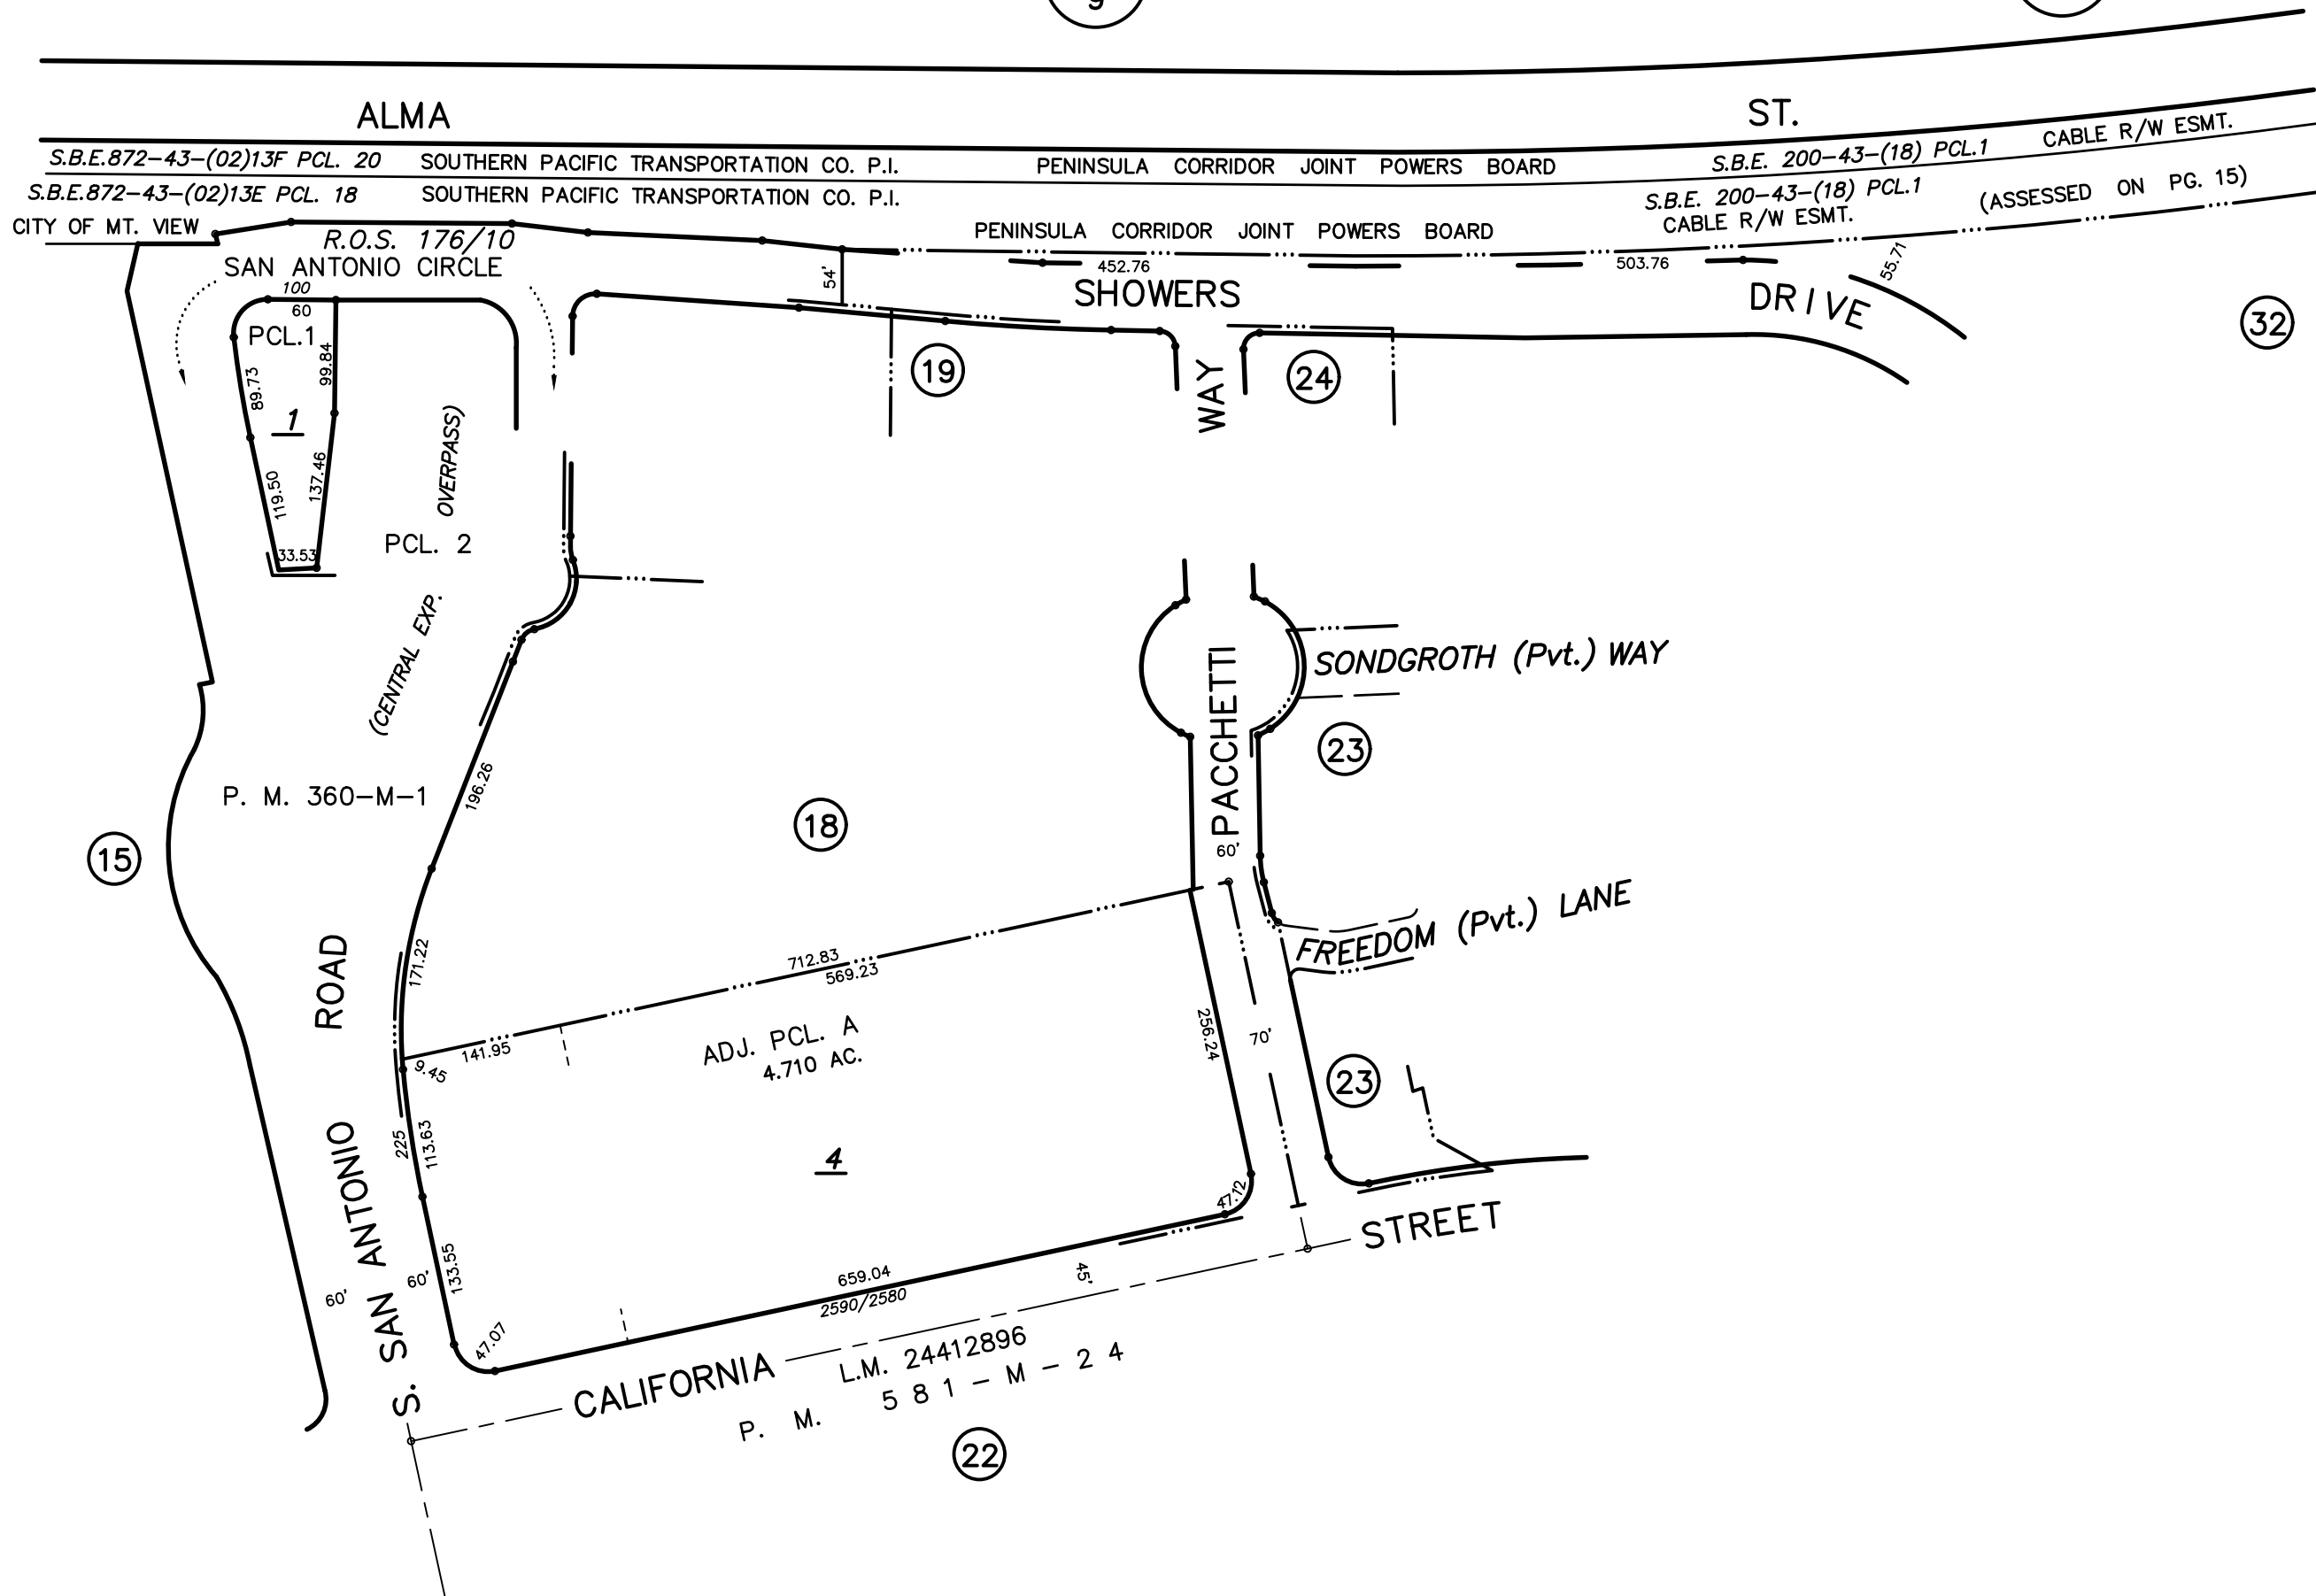 9
ALMA ST.
S.B.E.872-43-(02)13F PCL. 20 SOUTHERN PACIFIC TRANSPORTATION CO. P.I. PENINSULA CORRIDOR JOINT POWERS BOARD S.B.E. 200-43-(18) PCL.1 CABLE R/W ESMT.
S.B.E.872-43-(02)13E PCL. 18 SOUTHERN PACIFIC TRANSPORTATION CO. P.I. S.B.E. 200-43-(18) PCL.1 (ASSESSED ON PG. 15)
CITY OF MT. VIEW PENINSULA CORRIDOR JOINT POWERS BOARD CABLE R/W ESMT.
R.O.S. 176/10
SAN ANTONIO CIRCLE
54'
452.76
503.76
55.71
100
60
SHOWERS DRIVE
PCL.1
32
99.84
89.73
19
24
WAY
1
OVERPASS)
119.50
137.46
33.53
PCL. 2
(CENTRAL EXP.
SONDGROTH (Pvt.) WAY
PACCHETTI
23
196.26
P. M. 360-M-1
18
15
60'
FREEDOM (Pvt.) LANE
171.22
ROAD
712.83
569.23
141.95
9.45
ADJ. PCL. A
4.710 AC.
256.24
70'
23
225
113.63
4
47.12
S. SAN ANTONIO
133.55
60'
60'
659.04
2590/2580
45'
STREET
47.07
CALIFORNIA
L.M. 24412896
P. M. 581-M-24
22